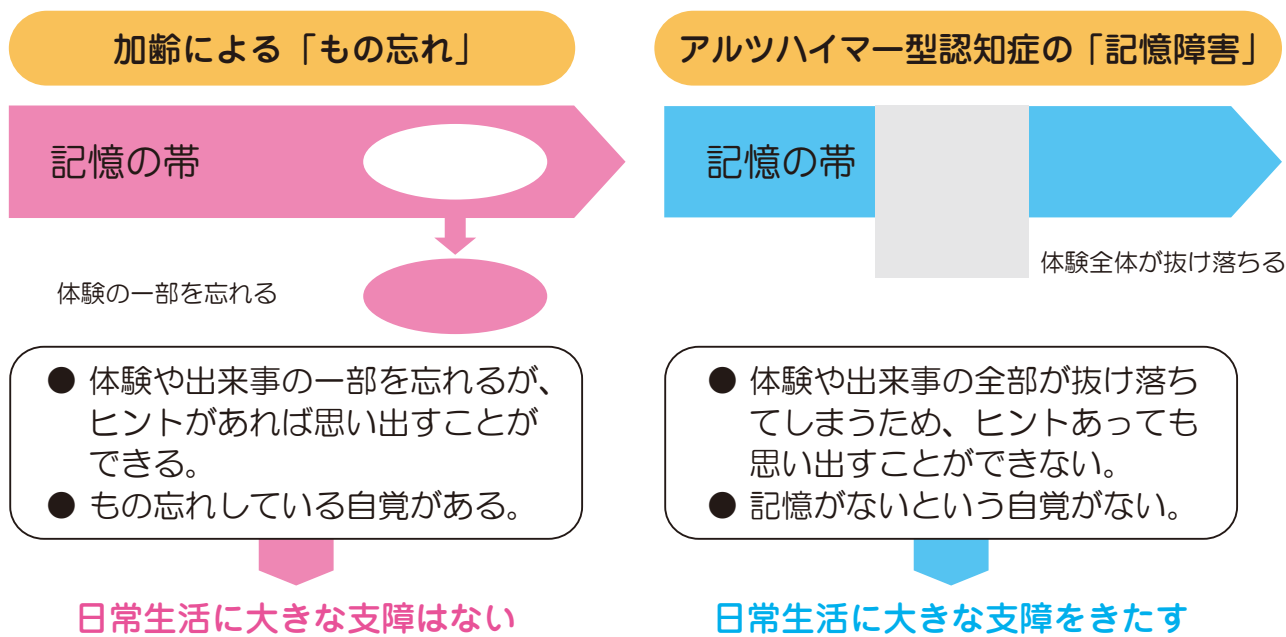 加齢による「もの忘れ」
記憶の帯
体験の一部を忘れる
● 体験や出来事の一部を忘れるが、
ヒントがあれば思い出すことが
できる。
● もの忘れしている自覚がある。
日常生活に大きな支障はない
アルツハイマー型認知症の「記憶障害」
記憶の帯
体験全体が抜け落ちる
● 体験や出来事の全部が抜け落ち
てしまうため、ヒントあっても
思い出すことができない。
● 記憶がないという自覚がない。
日常生活に大きな支障をきたす